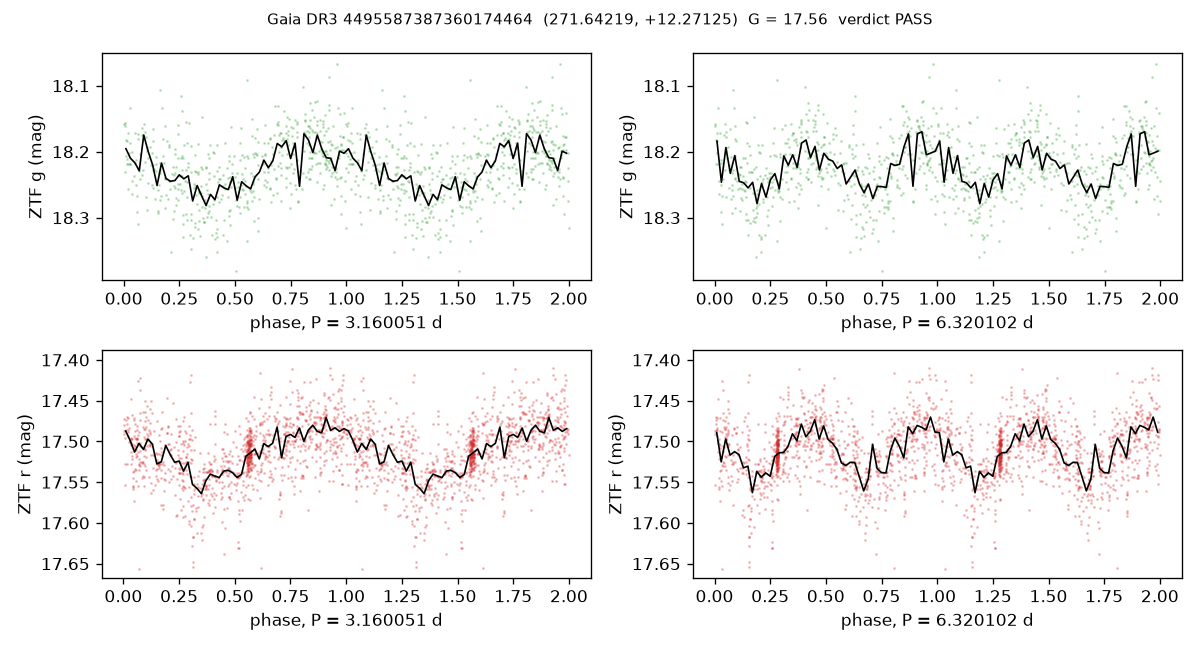 Gaia DR3 4495587387360174464 (271.64219, +12.27125) G = 17.56 verdict PASS
ZTF g (mag)
18.1
18.2
18.3
0.00 0.25 0.50 0.75 1.00 1.25 1.50 1.75 2.00
phase, P = 3.160051 d
ZTF g (mag)
18.1
18.2
18.3
0.00 0.25 0.50 0.75 1.00 1.25 1.50 1.75 2.00
phase, P = 6.320102 d
ZTF r (mag)
17.40
17.45
17.50
17.55
17.60
17.65
0.00 0.25 0.50 0.75 1.00 1.25 1.50 1.75 2.00
phase, P = 3.160051 d
ZTF r (mag)
17.40
17.45
17.50
17.55
17.60
17.65
0.00 0.25 0.50 0.75 1.00 1.25 1.50 1.75 2.00
phase, P = 6.320102 d